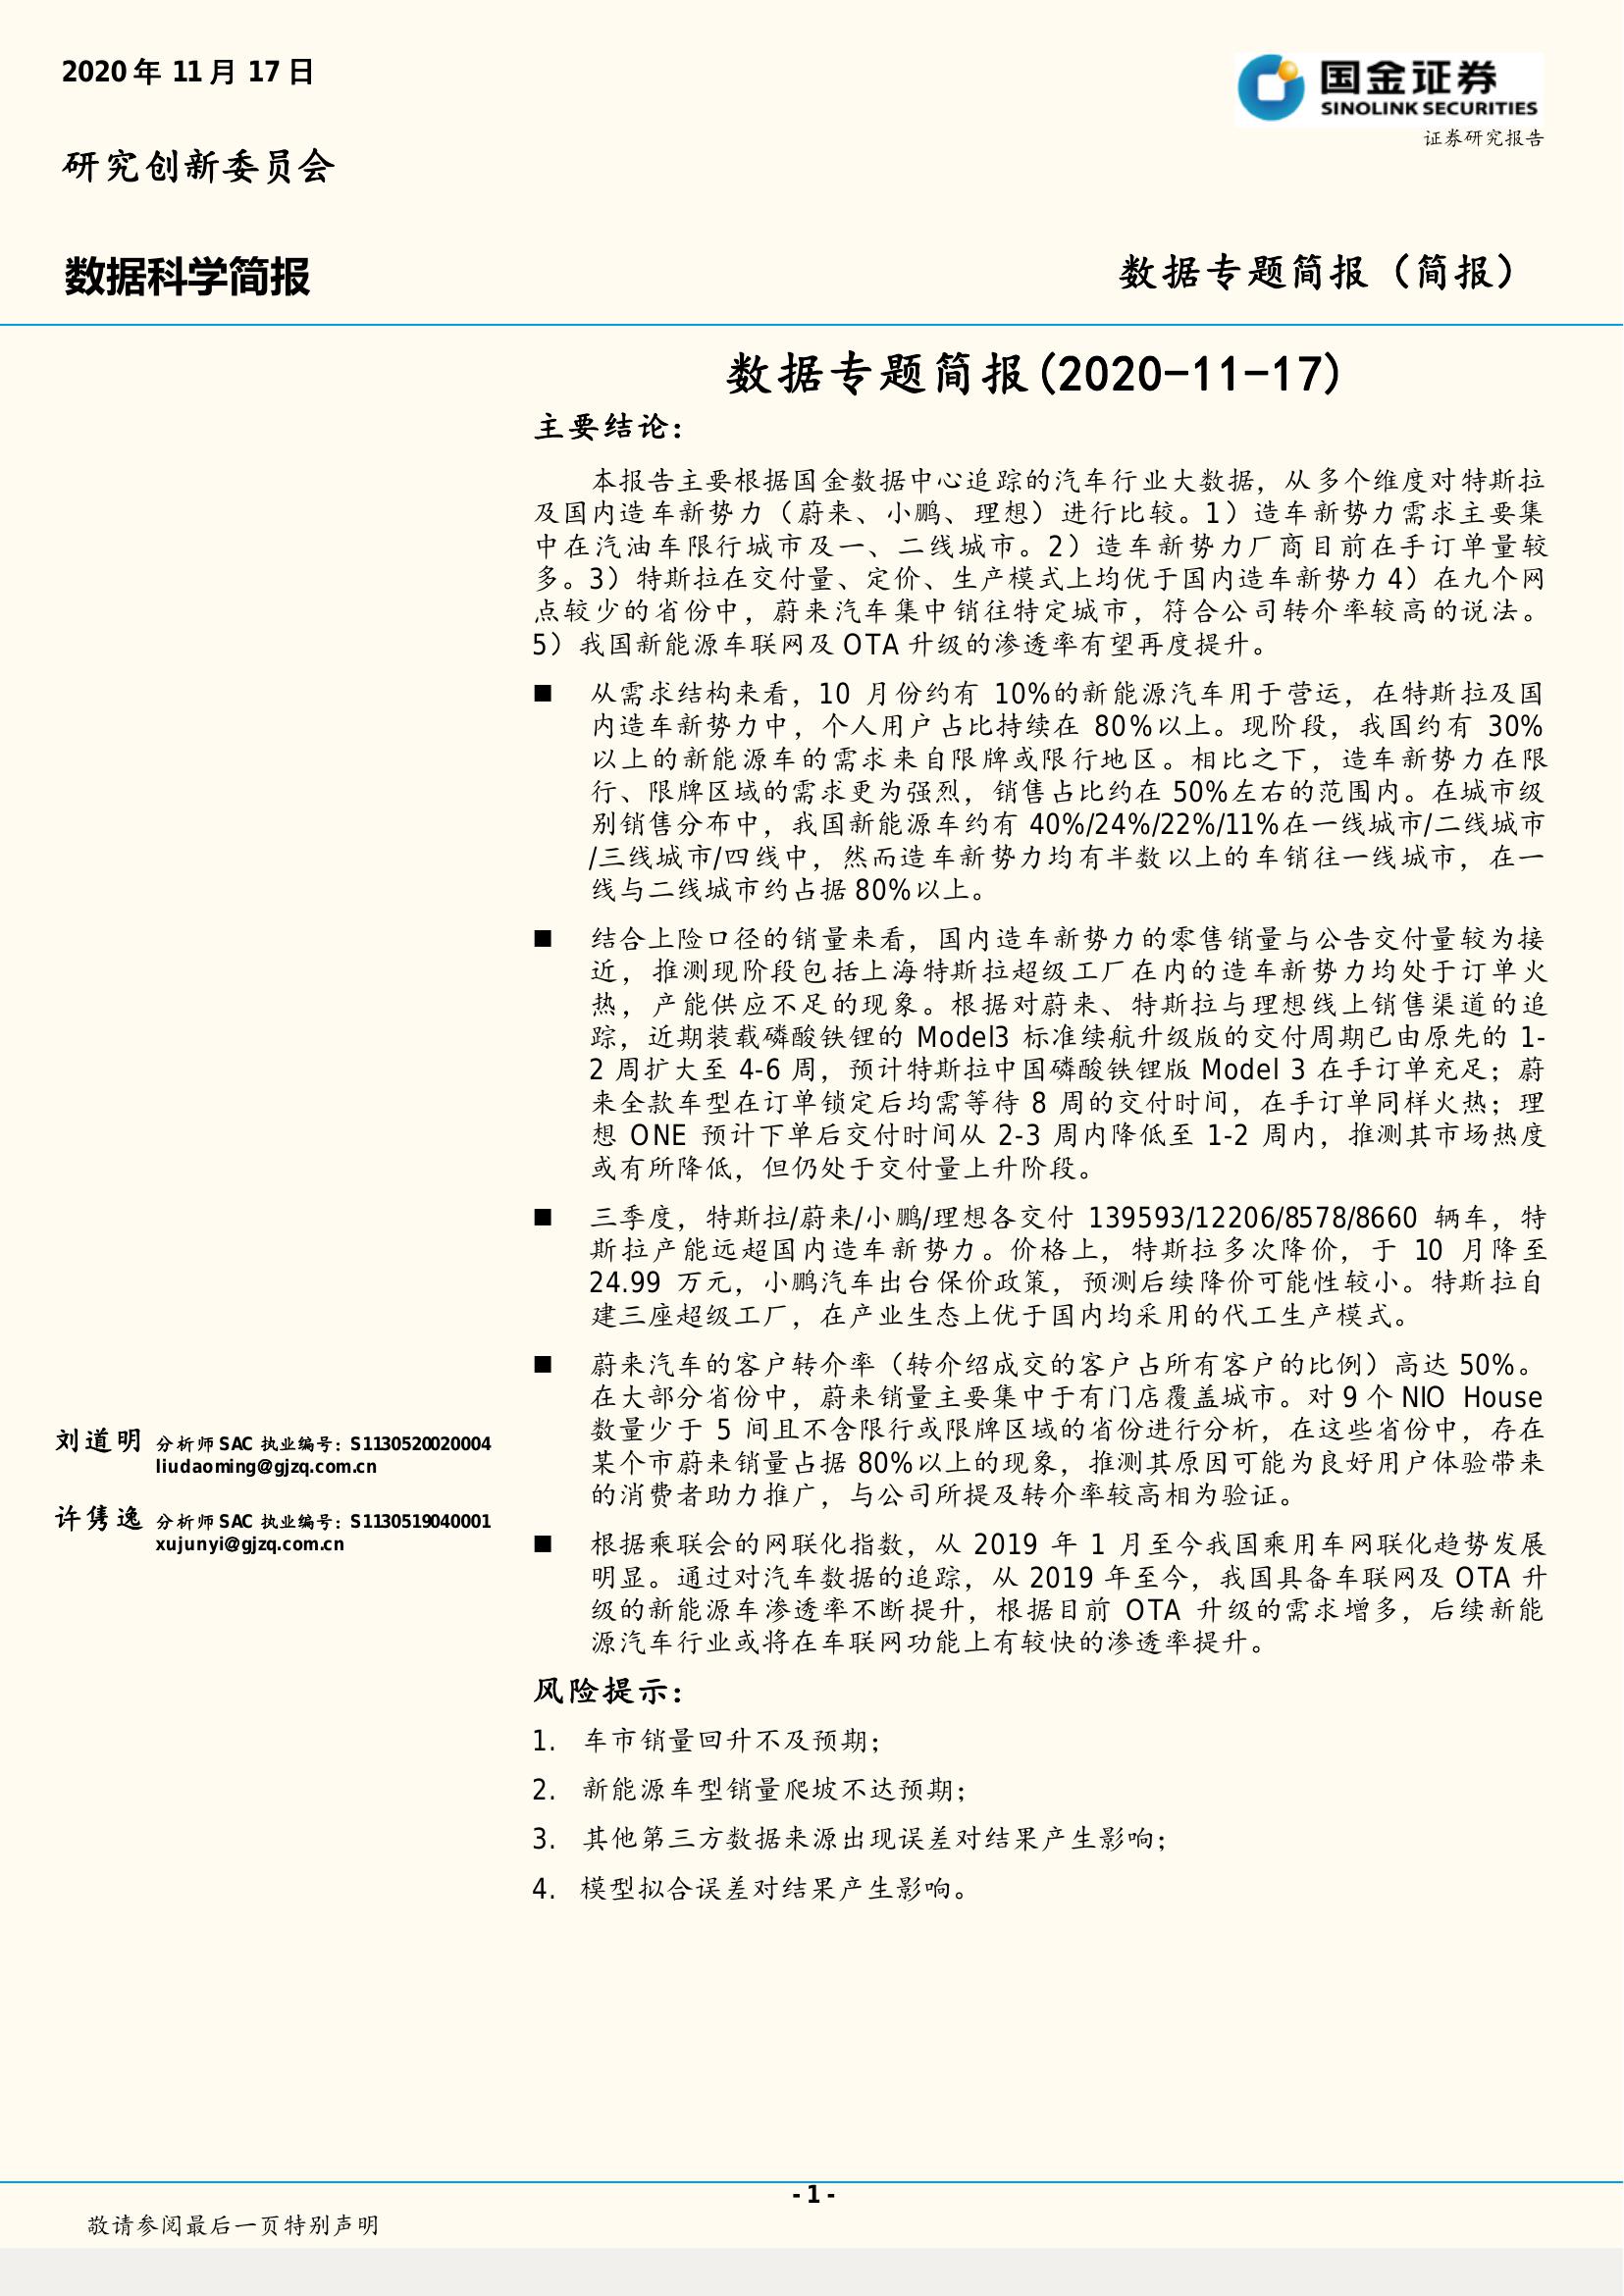 2020 年 11 月 17 日
国金证券
SINOLINK SECURITIES
证券研究报告
研究创新委员会
数据科学简报
数据专题简报（简报）
数据专题简报(2020-11-17)
主要结论：
本报告主要根据国金数据中心追踪的汽车行业大数据，从多个维度对特斯拉
及国内造车新势力（蔚来、小鹏、理想）进行比较。1）造车新势力需求主要集
中在汽油车限行城市及一、二线城市。2）造车新势力厂商目前在手订单量较
多。3）特斯拉在交付量、定价、生产模式上均优于国内造车新势力 4）在九个网
点较少的省份中，蔚来汽车集中销往特定城市，符合公司转介率较高的说法。
5）我国新能源车联网及 OTA 升级的渗透率有望再度提升。
■ 从需求结构来看，10 月份约有 10%的新能源汽车用于营运，在特斯拉及国
内造车新势力中，个人用户占比持续在 80%以上。现阶段，我国约有 30%
以上的新能源车的需求来自限牌或限行地区。相比之下，造车新势力在限
行、限牌区域的需求更为强烈，销售占比约在 50%左右的范围内。在城市级
别销售分布中，我国新能源车约有 40%/24%/22%/11%在一线城市/二线城市
/三线城市/四线中，然而造车新势力均有半数以上的车销往一线城市，在一
线与二线城市约占据 80%以上。
■ 结合上险口径的销量来看，国内造车新势力的零售销量与公告交付量较为接
近，推测现阶段包括上海特斯拉超级工厂在内的造车新势力均处于订单火
热，产能供应不足的现象。根据对蔚来、特斯拉与理想线上销售渠道的追
踪，近期装载磷酸铁锂的 Model3 标准续航升级版的交付周期已由原先的 1-
2 周扩大至 4-6 周，预计特斯拉中国磷酸铁锂版 Model 3 在手订单充足；蔚
来全款车型在订单锁定后均需等待 8 周的交付时间，在手订单同样火热；理
想 ONE 预计下单后交付时间从 2-3 周内降低至 1-2 周内，推测其市场热度
或有所降低，但仍处于交付量上升阶段。
■ 三季度，特斯拉/蔚来/小鹏/理想各交付 139593/12206/8578/8660 辆车，特
斯拉产能远超国内造车新势力。价格上，特斯拉多次降价，于 10 月降至
24.99 万元，小鹏汽车出台保价政策，预测后续降价可能性较小。特斯拉自
建三座超级工厂，在产业生态上优于国内均采用的代工生产模式。
■ 蔚来汽车的客户转介率（转介绍成交的客户占所有客户的比例）高达 50%。
在大部分省份中，蔚来销量主要集中于有门店覆盖城市。对 9 个 NIO House
数量少于 5 间且不含限行或限牌区域的省份进行分析，在这些省份中，存在
某个市蔚来销量占据 80%以上的现象，推测其原因可能为良好用户体验带来
的消费者助力推广，与公司所提及转介率较高相为验证。
■ 根据乘联会的网联化指数，从 2019 年 1 月至今我国乘用车网联化趋势发展
明显。通过对汽车数据的追踪，从 2019 年至今，我国具备车联网及 OTA 升
级的新能源车渗透率不断提升，根据目前 OTA 升级的需求增多，后续新能
源汽车行业或将在车联网功能上有较快的渗透率提升。
风险提示：
1. 车市销量回升不及预期；
2. 新能源车型销量爬坡不达预期；
3. 其他第三方数据来源出现误差对结果产生影响；
4. 模型拟合误差对结果产生影响。
刘道明 分析师 SAC 执业编号：S1130520020004
liudaoming@gjzq.com.cn
许隽逸 分析师 SAC 执业编号：S1130519040001
xujunyi@gjzq.com.cn
- 1 -
敬请参阅最后一页特别声明